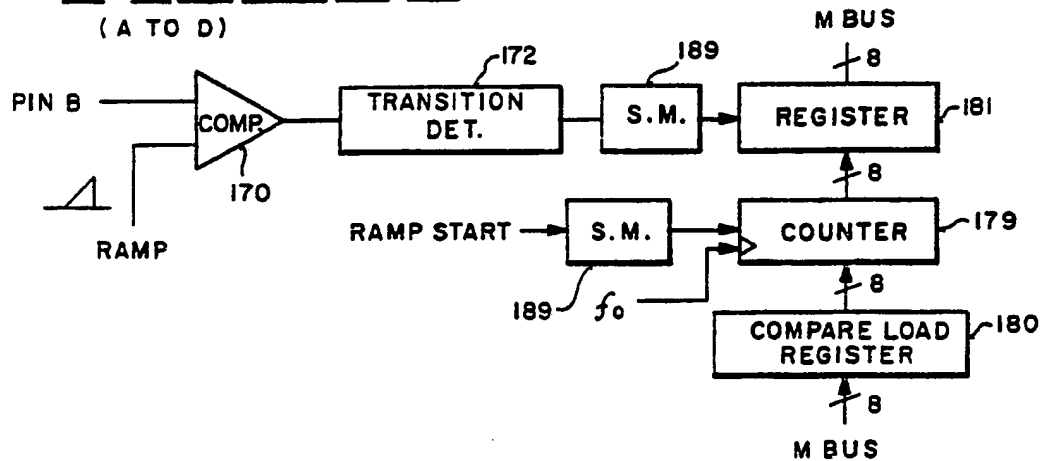 (A TO D)
M BUS
8
189
172
PIN B
COMP.
TRANSITION
DET.
S.M.
REGISTER
181
170
8
RAMP
RAMP START
S.M.
COUNTER
179
189
fo
8
COMPARE LOAD
REGISTER
180
8
M BUS